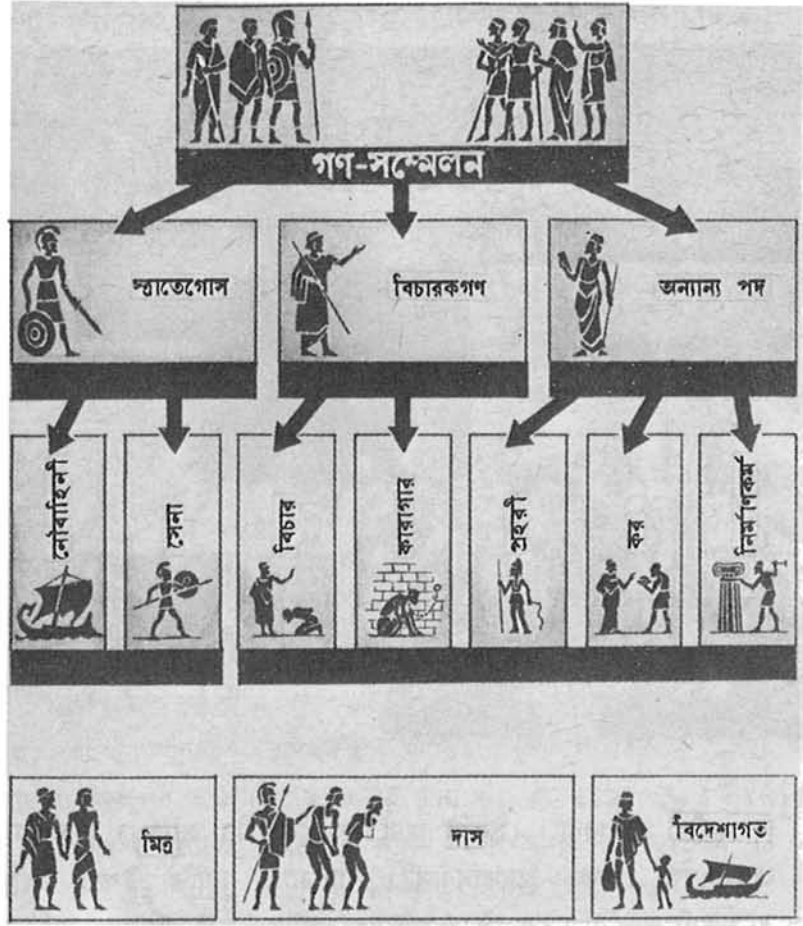 গণ-সম্মেলন
স্ত্রাতেগোস
বিচারকগণ
অন্যান্য পদ
নৌবাহিনী
সেনা
বিচার
কারাগার
প্রহরী
কর
নির্মাণকর্ম
মিত্র
দাস
বিদেশাগত